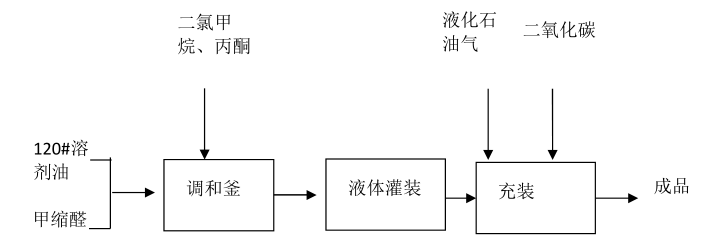 二氯甲
烷、丙酮
液化石
油气
二氧化碳
120#溶
剂油
甲缩醛
调和釜
液体灌装
充装
成品